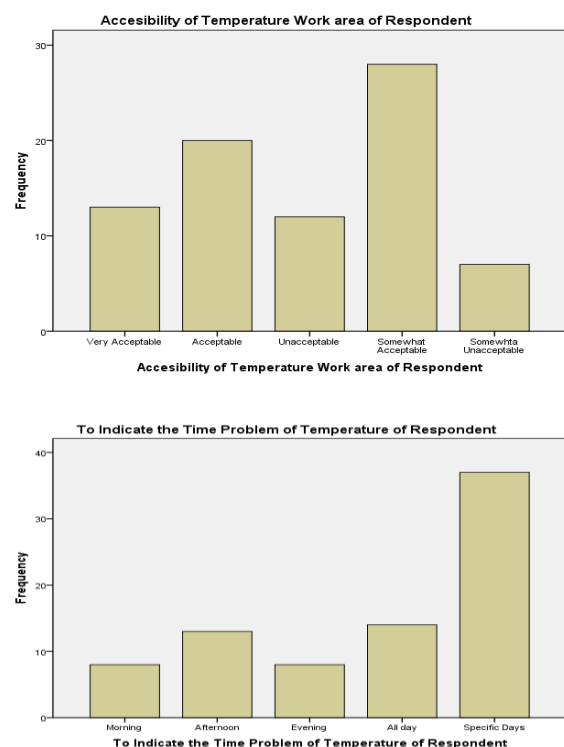 Accesibility of Temperature Work area of Respondent
30
20
10
0
Frequency
Very Acceptable
Acceptable
Unacceptable
Somewhat
Acceptable
Somewhta
Unacceptable
Accesibility of Temperature Work area of Respondent
To Indicate the Time Problem of Temperature of Respondent
40
30
20
10
0
Frequency
Morning
Afternoon
Evening
All day
Specific Days
To Indicate the Time Problem of Temperature of Respondent